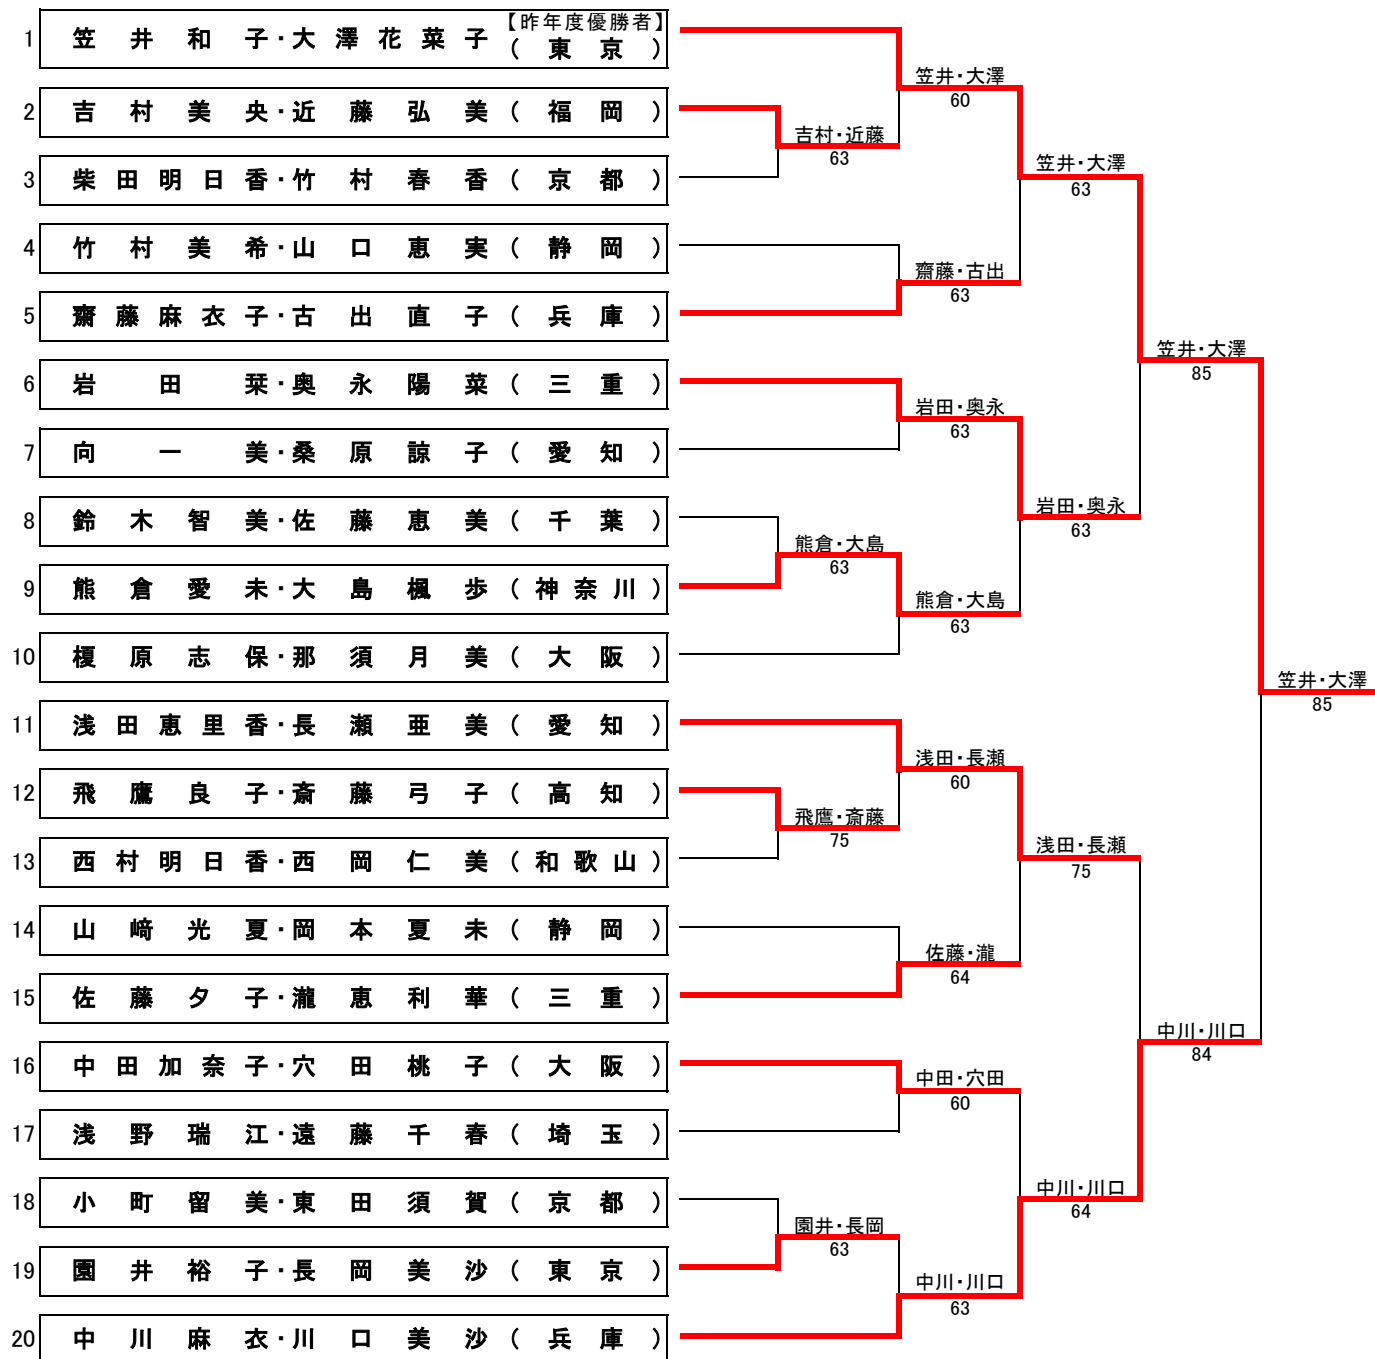 【昨年度優勝者】
1 笠井和子・大澤花菜子(東京)
2 吉村美央・近藤弘美(福岡)
3 柴田明日香・竹村春香(京都)
4 竹村美希・山口恵実(静岡)
5 齋藤麻衣子・古出直子(兵庫)
6 岩田栞・奥永陽菜(三重)
7 向一美・桑原諒子(愛知)
8 鈴木智美・佐藤恵美(千葉)
9 熊倉愛未・大島楓歩(神奈川)
10 榎原志保・那須月美(大阪)
11 浅田恵里香・長瀬亜美(愛知)
12 飛鷹良子・斎藤弓子(高知)
13 西村明日香・西岡仁美(和歌山)
14 山﨑光夏・岡本夏未(静岡)
15 佐藤夕子・瀧恵利華(三重)
16 中田加奈子・穴田桃子(大阪)
17 浅野瑞江・遠藤千春(埼玉)
18 小町留美・東田須賀(京都)
19 園井裕子・長岡美沙(東京)
20 中川麻衣・川口美沙(兵庫)
吉村・近藤
63
熊倉・大島
63
飛鷹・斎藤
75
園井・長岡
63
笠井・大澤
60
齋藤・古出
63
岩田・奥永
63
熊倉・大島
63
浅田・長瀬
60
佐藤・瀧
64
中田・穴田
60
中川・川口
63
笠井・大澤
63
岩田・奥永
63
浅田・長瀬
75
中川・川口
64
笠井・大澤
85
中川・川口
84
笠井・大澤
85